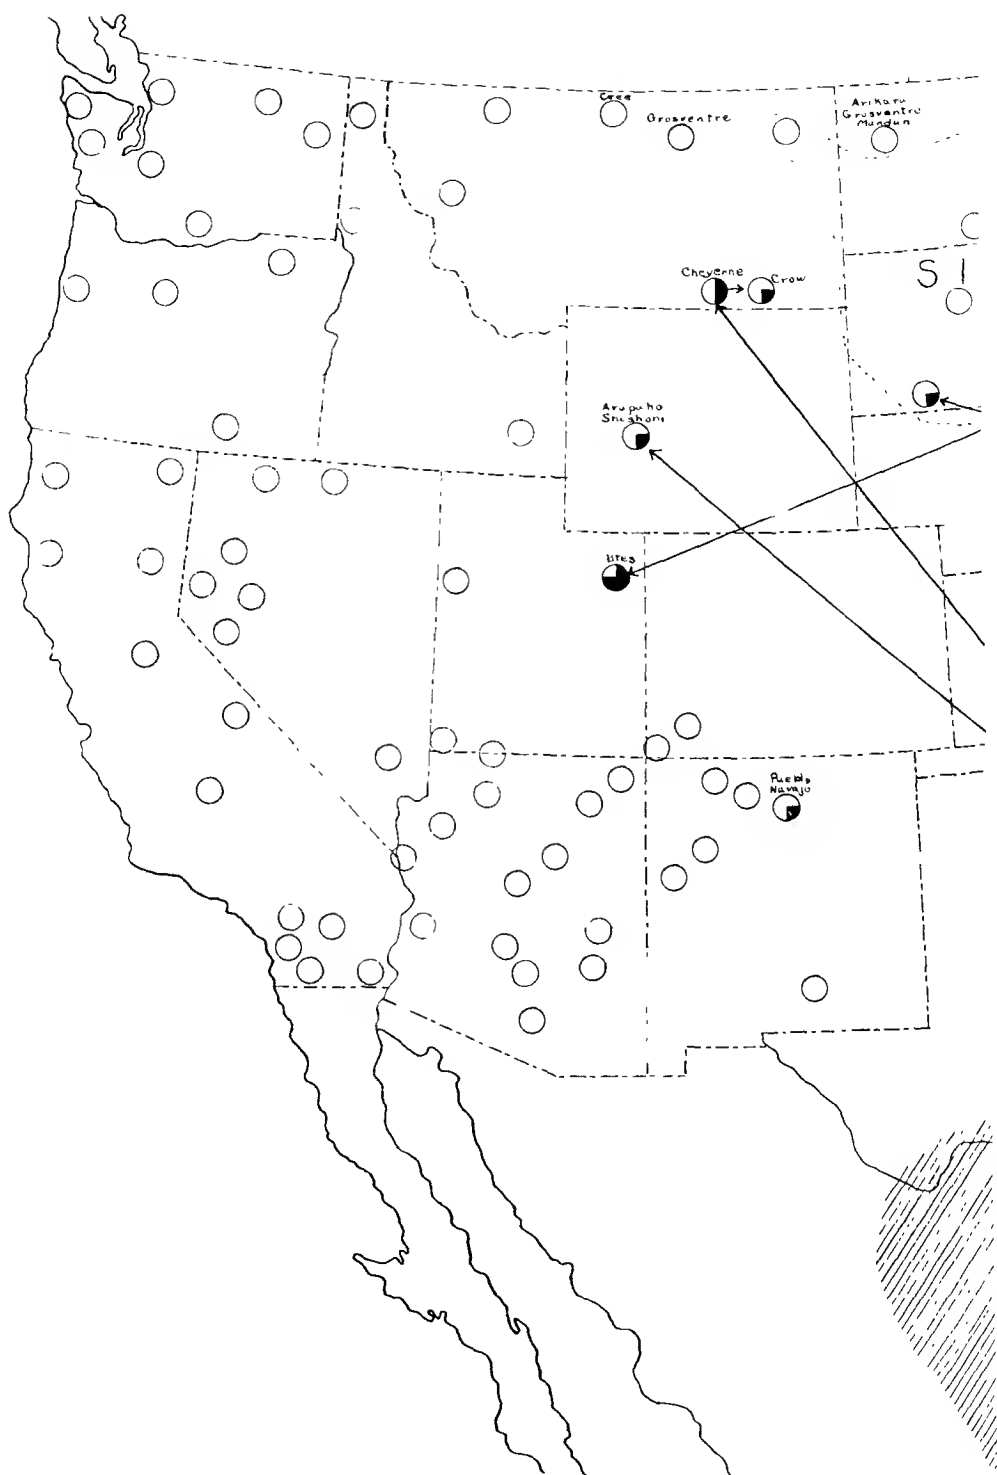 Cree
Grosventre
Arikara
Grosventre
Mandan
Cheyenne
Crow
S I
Arapaho
Shoshoni
Utes
Pueblo
Navajo